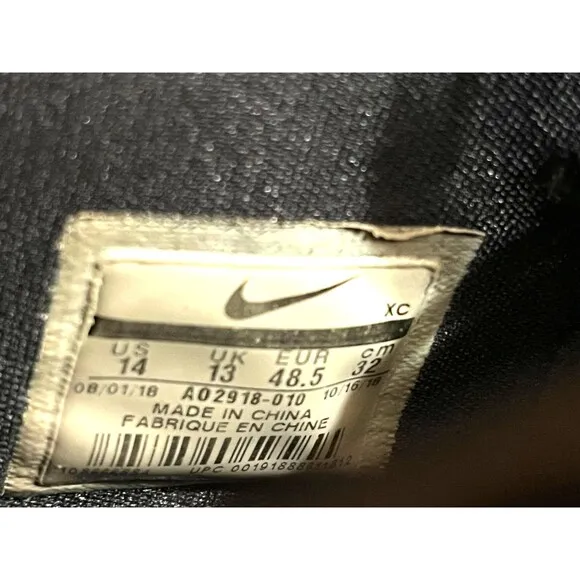 XC
US UK EUR cm
14 13 48.5 32
08/01/18 AO2918-010 10/16/18
MADE IN CHINA
FABRIQUE EN CHINE
UPC